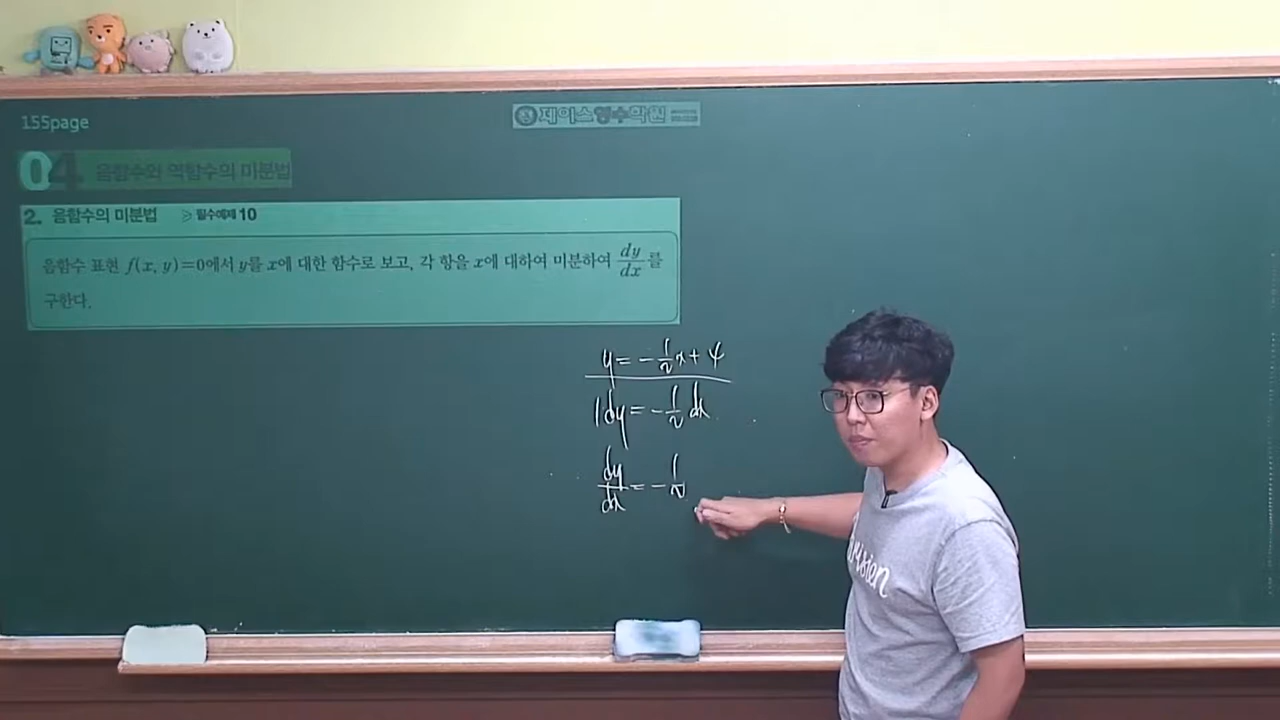 155page
제이스영수학원
04 음함수와 역함수의 미분법
2. 음함수의 미분법 ≫ 필수예제 10
음함수 표현 f(x, y)=0에서 y를 x에 대한 함수로 보고, 각 항을 x에 대하여 미분하여 dy/dx를
구한다.
y = -1/2 x + 4
1dy = -1/2 dx
dy/dx = -1/2